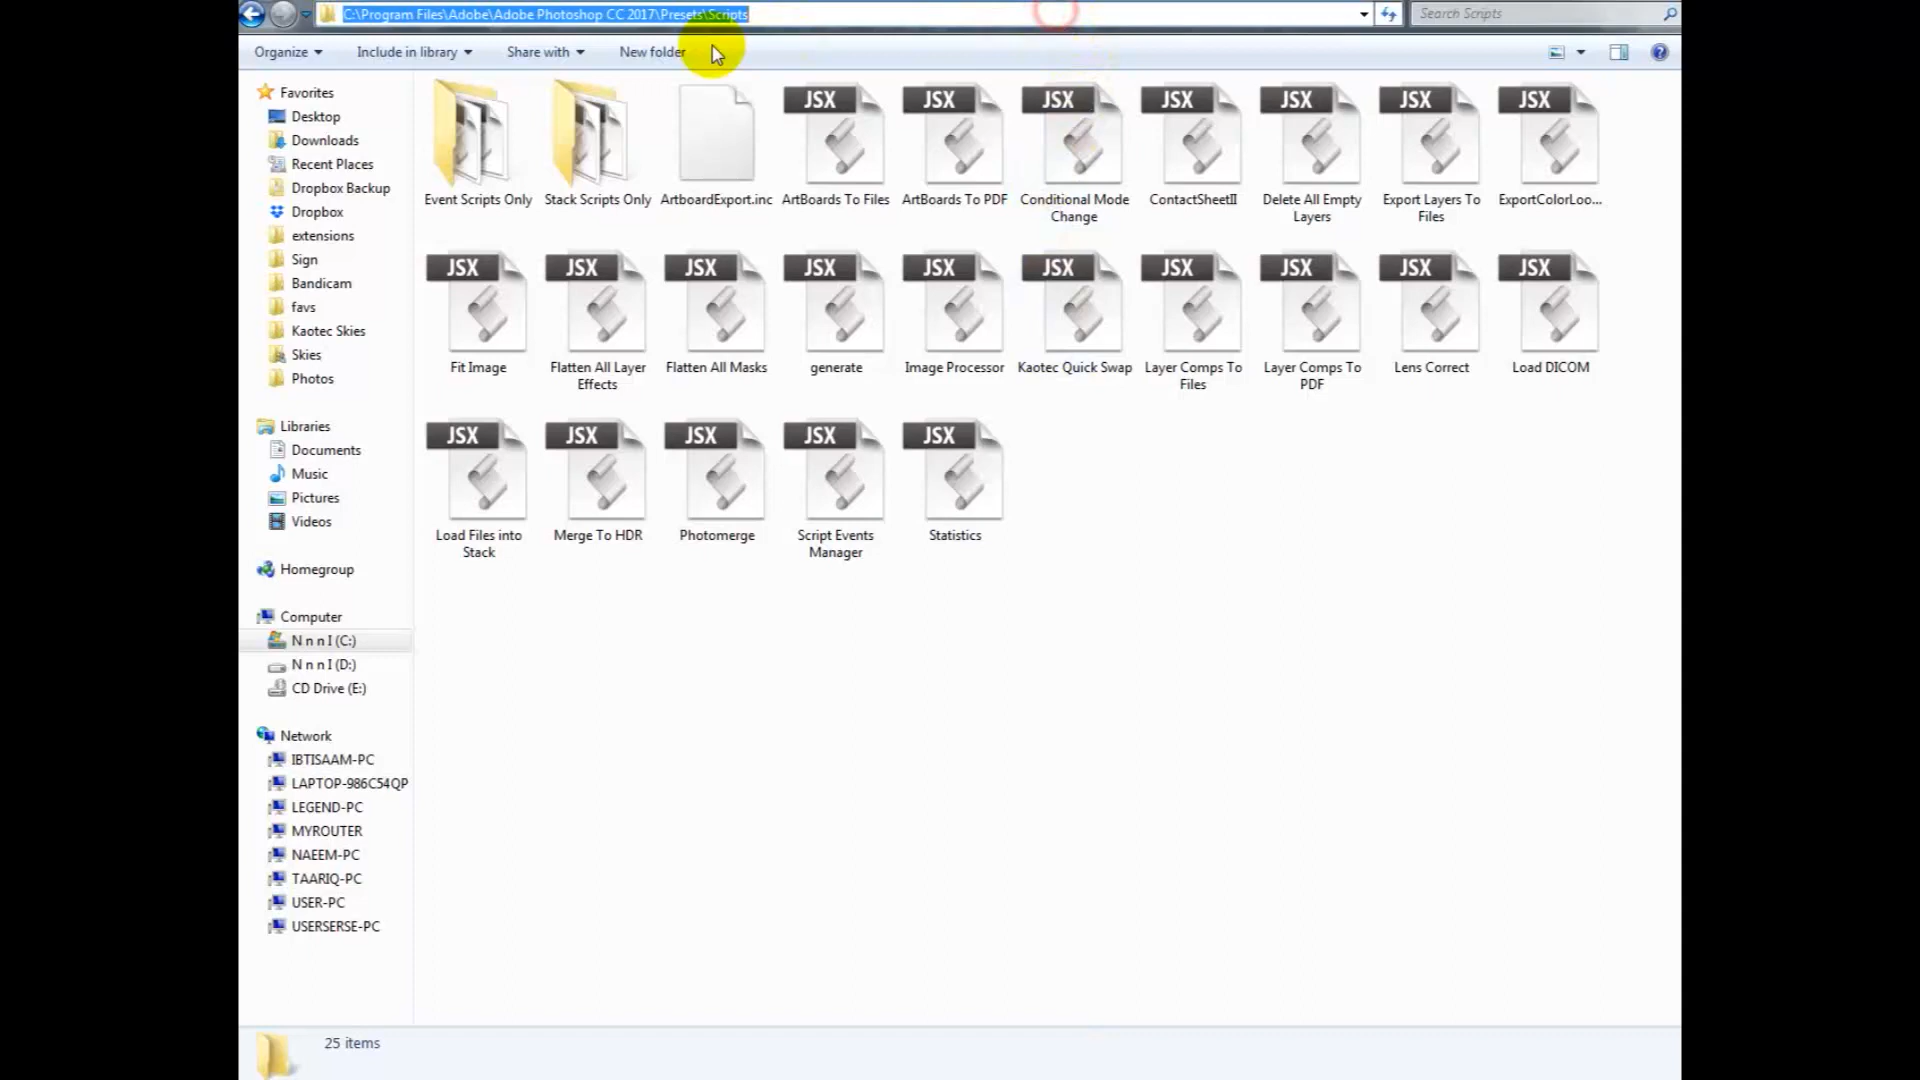 C:\Program Files\Adobe\Adobe Photoshop CC 2017\Presets\Scripts
Search Scripts
Organize
Include in library
Share with
New folder
Favorites
Desktop
Downloads
Recent Places
Dropbox Backup
Dropbox
extensions
Sign
Bandicam
favs
Kaotec Skies
Skies
Photos
Libraries
Documents
Music
Pictures
Videos
Homegroup
Computer
N n n I (C:)
N n n I (D:)
CD Drive (E:)
Network
IBTISAAM-PC
LAPTOP-986C54QP
LEGEND-PC
MYROUTER
NAEEM-PC
TAARIQ-PC
USER-PC
USERSERSE-PC
JSX JSX JSX JSX JSX JSX JSX
Event Scripts Only
Stack Scripts Only
ArtboardExport.inc
ArtBoards To Files
ArtBoards To PDF
Conditional Mode
Change
ContactSheetII
Delete All Empty
Layers
Export Layers To
Files
ExportColorLoo...
JSX JSX JSX JSX JSX JSX JSX JSX JSX JSX
Fit Image
Flatten All Layer
Effects
Flatten All Masks
generate
Image Processor
Kaotec Quick Swap
Layer Comps To
Files
Layer Comps To
PDF
Lens Correct
Load DICOM
JSX JSX JSX JSX JSX
Load Files into
Stack
Merge To HDR
Photomerge
Script Events
Manager
Statistics
25 items